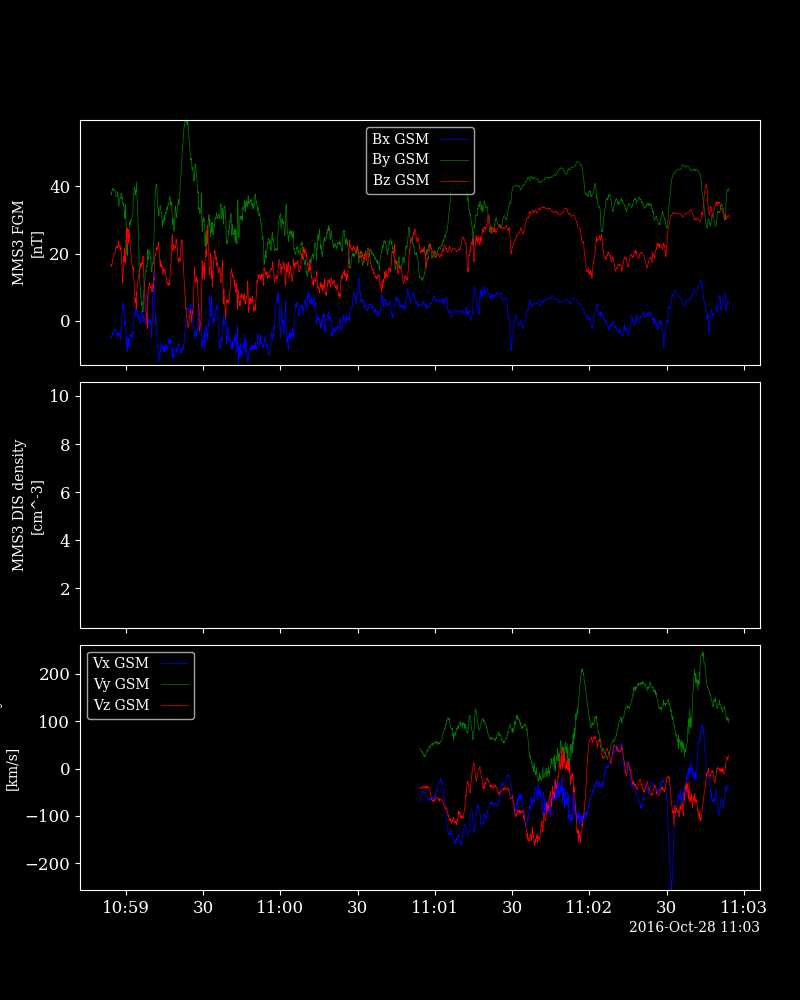 Bx GSM
By GSM
Bz GSM
MMS3 FGM
[nT]
40
20
0
MMS3 DIS density
[cm^-3]
10
8
6
4
2
Vx GSM
Vy GSM
Vz GSM
[km/s]
200
100
0
−100
−200
10:59 30 11:00 30 11:01 30 11:02 30 11:03
2016-Oct-28 11:03